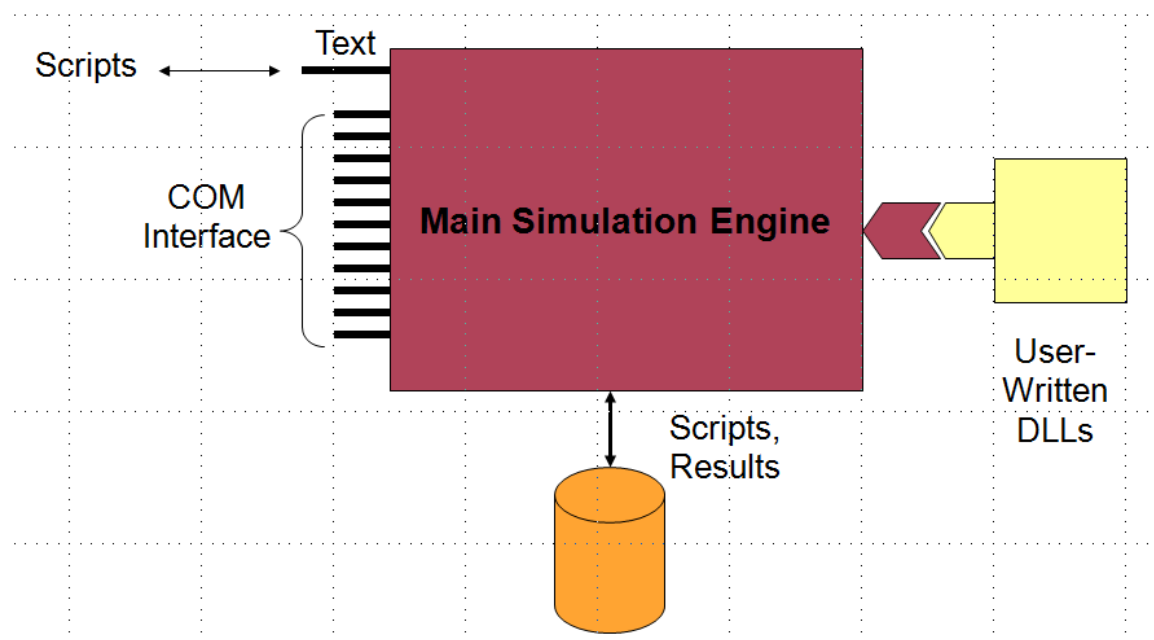 Text
Scripts
COM
Interface
Main Simulation Engine
User-
Written
DLLs
Scripts,
Results